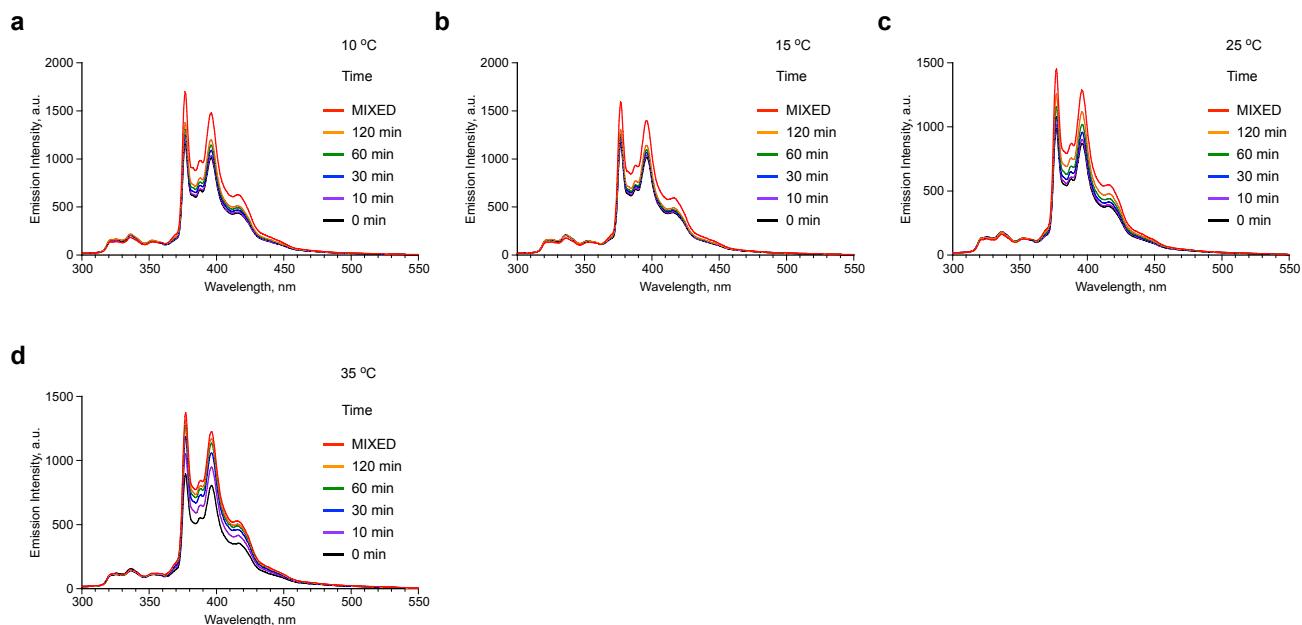 a
10 °C
Time
MIXED
120 min
60 min
30 min
10 min
0 min
Emission Intensity, a.u.
2000
1500
1000
500
0
300 350 400 450 500 550
Wavelength, nm
b
15 °C
Time
MIXED
120 min
60 min
30 min
10 min
0 min
Emission Intensity, a.u.
2000
1500
1000
500
0
300 350 400 450 500 550
Wavelength, nm
c
25 °C
Time
MIXED
120 min
60 min
30 min
10 min
0 min
Emission Intensity, a.u.
1500
1000
500
0
300 350 400 450 500 550
Wavelength, nm
d
35 °C
Time
MIXED
120 min
60 min
30 min
10 min
0 min
Emission Intensity, a.u.
1500
1000
500
0
300 350 400 450 500 550
Wavelength, nm